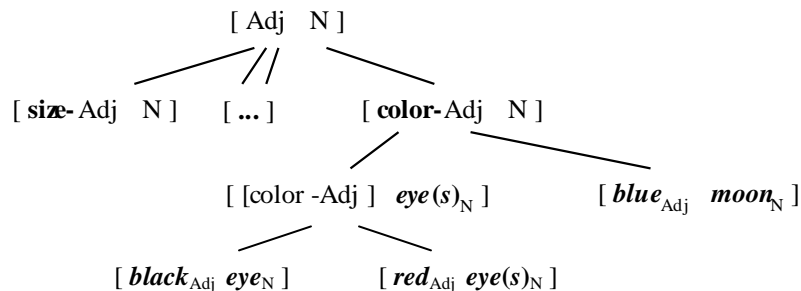 [ Adj N ]
[ size-Adj N ] [ ... ] [ color-Adj N ]
[ [color -Adj ] eye(s)N ] [ blueAdj moonN ]
[ blackAdj eyeN ] [ redAdj eye(s)N ]